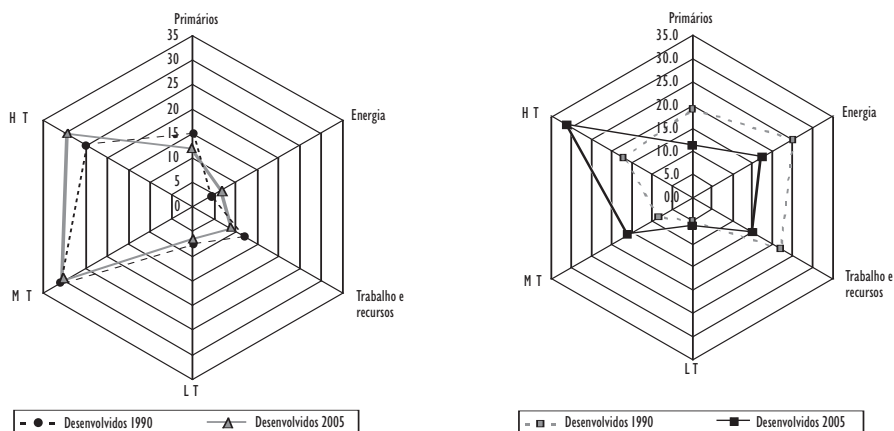 Primários
35
30
25
20
15
10
5
0
H T
Energia
M T
Trabalho e
recursos
L T
Desenvolvidos 1990
Desenvolvidos 2005
Primários
35.0
30.0
25.0
20.0
15.0
10.0
5.0
0.0
H T
Energia
M T
Trabalho e
recursos
L T
Desenvolvidos 1990
Desenvolvidos 2005